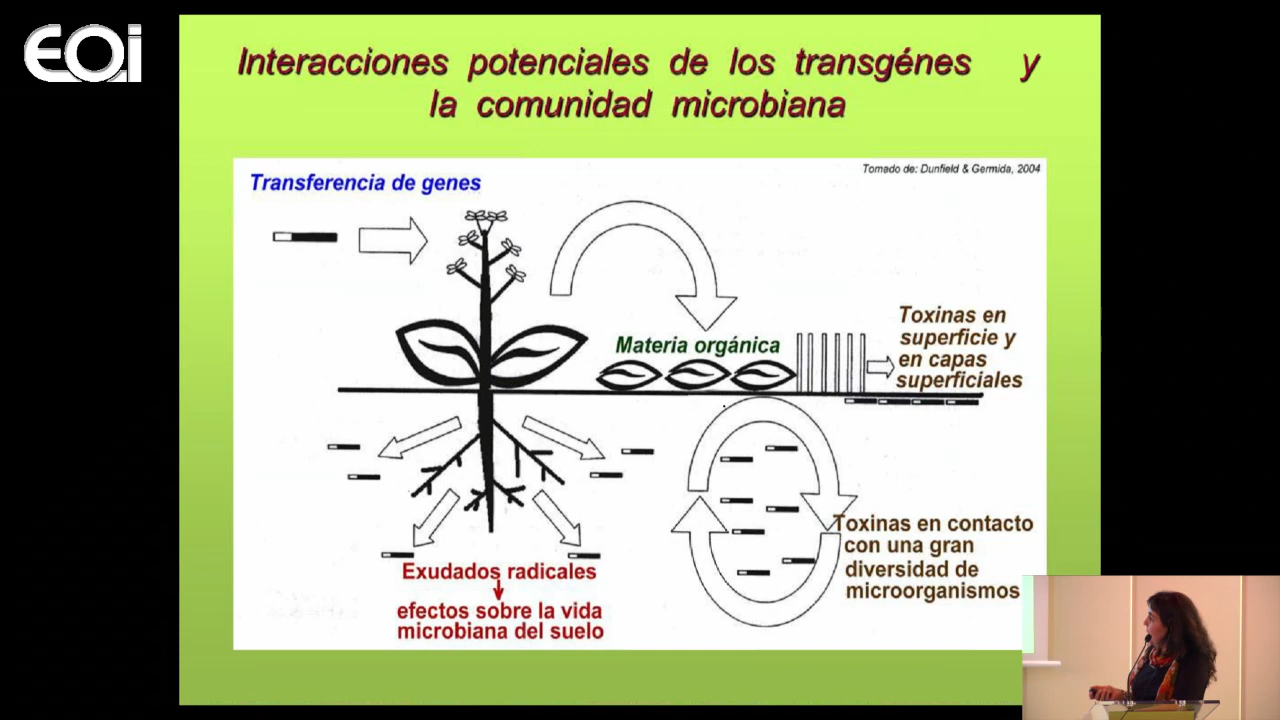 EOi
Interacciones potenciales de los transgénes y
la comunidad microbiana
Tomado de: Dunfield & Germida, 2004
Transferencia de genes
Materia orgánica
Toxinas en
superficie y
en capas
superficiales
Toxinas en contacto
con una gran
diversidad de
microorganismos
Exudados radicales
efectos sobre la vida
microbiana del suelo